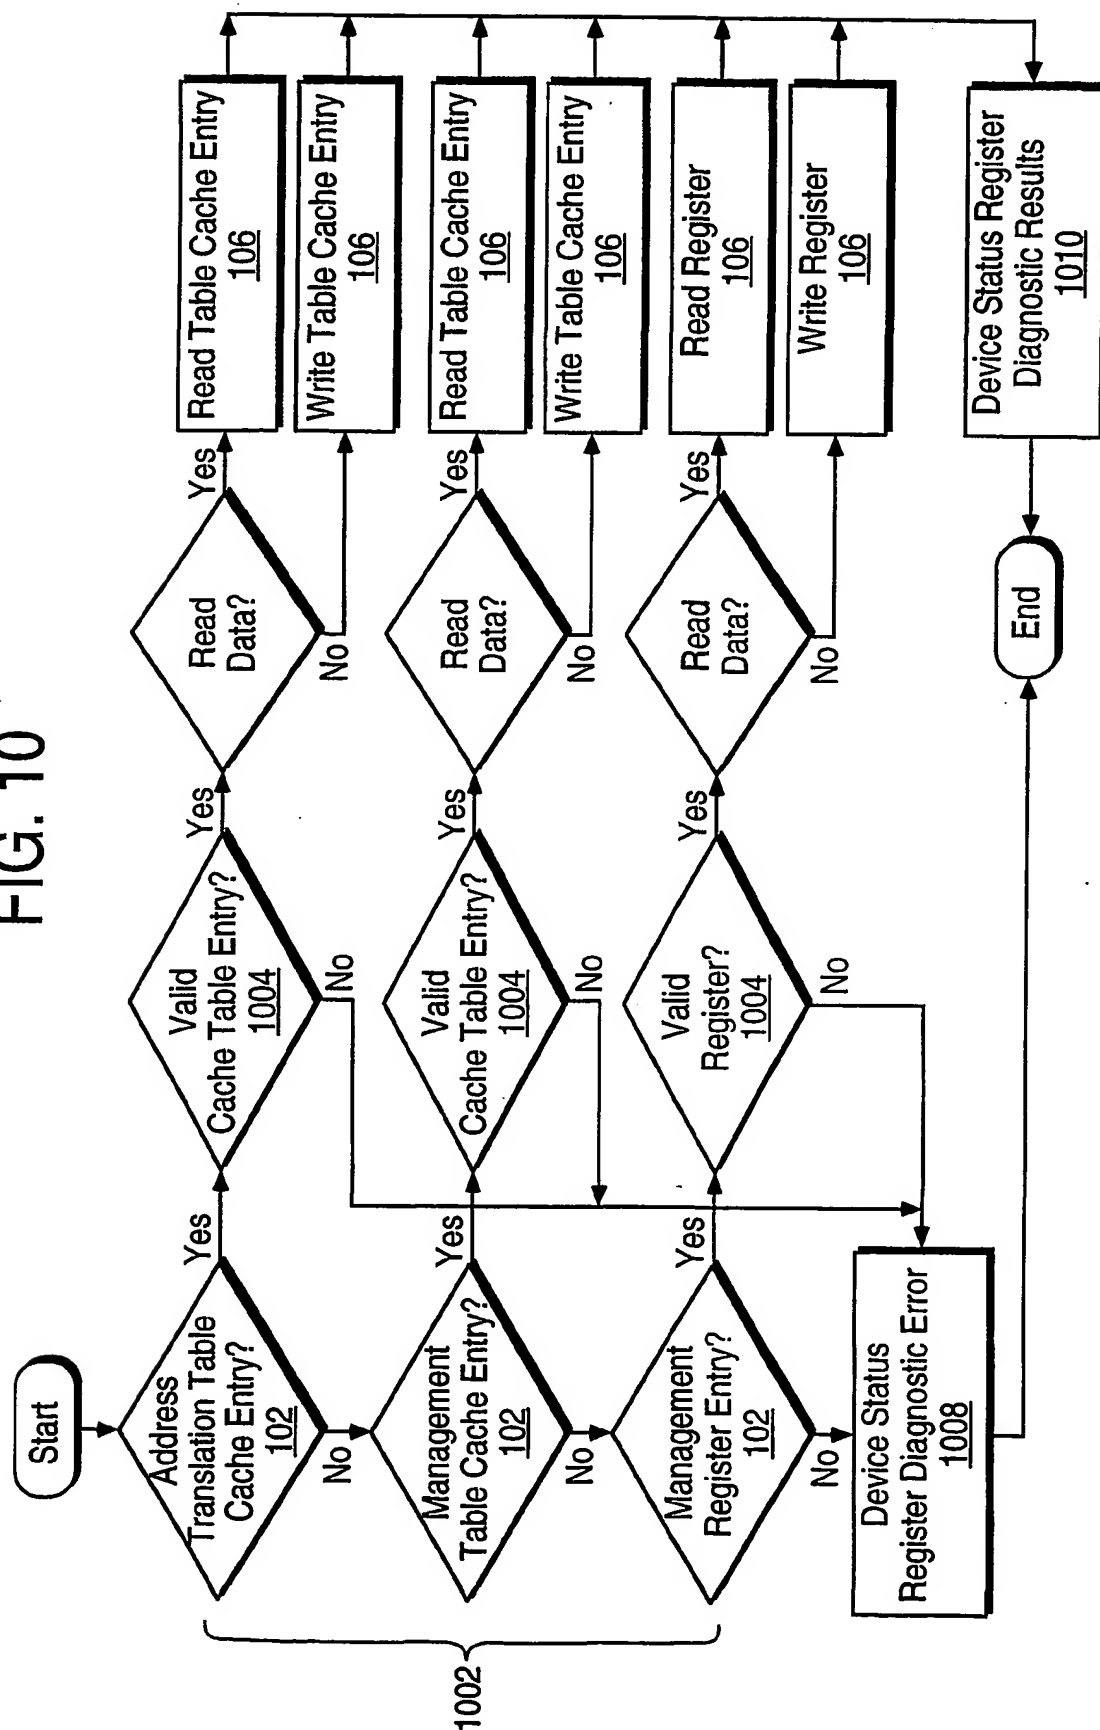 FIG. 10
Start
Address
Translation Table
Cache Entry?
102
Yes
No
Valid
Cache Table Entry?
1004
Yes
No
Read
Data?
Yes
No
Read Table Cache Entry
106
Write Table Cache Entry
106
Management
Table Cache Entry?
102
Yes
No
Valid
Cache Table Entry?
1004
Yes
No
Read
Data?
Yes
No
Read Table Cache Entry
106
Write Table Cache Entry
106
Management
Register Entry?
102
Yes
No
Valid
Register?
1004
Yes
No
Read
Data?
Yes
No
Read Register
106
Write Register
106
1002
Device Status
Register Diagnostic Error
1008
End
Device Status Register
Diagnostic Results
1010